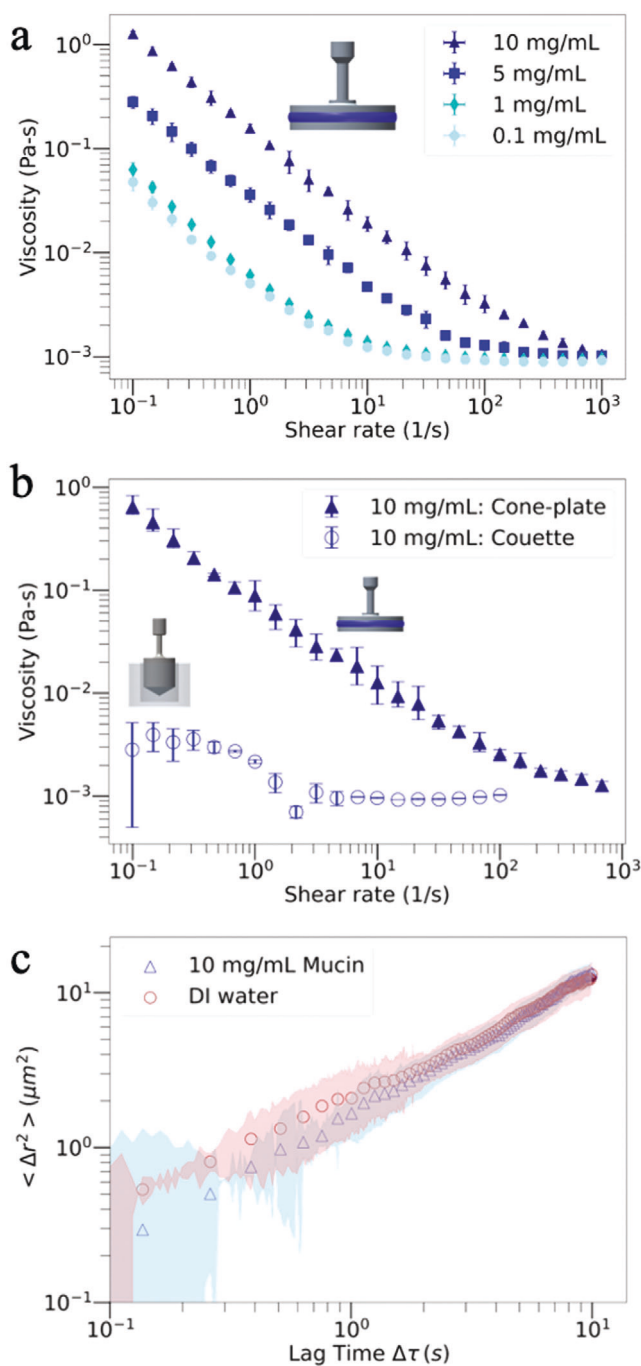 a
10⁰
10⁻¹
10⁻²
10⁻³
Viscosity (Pa-s)
10 mg/mL
5 mg/mL
1 mg/mL
0.1 mg/mL
10⁻¹ 10⁰ 10¹ 10² 10³
Shear rate (1/s)
b
10⁰
10⁻¹
10⁻²
10⁻³
Viscosity (Pa-s)
10 mg/mL: Cone-plate
10 mg/mL: Couette
10⁻¹ 10⁰ 10¹ 10² 10³
Shear rate (1/s)
c
10¹
10⁰
10⁻¹
< Δr² > (μm²)
10 mg/mL Mucin
DI water
10⁻¹ 10⁰ 10¹
Lag Time Δτ (s)